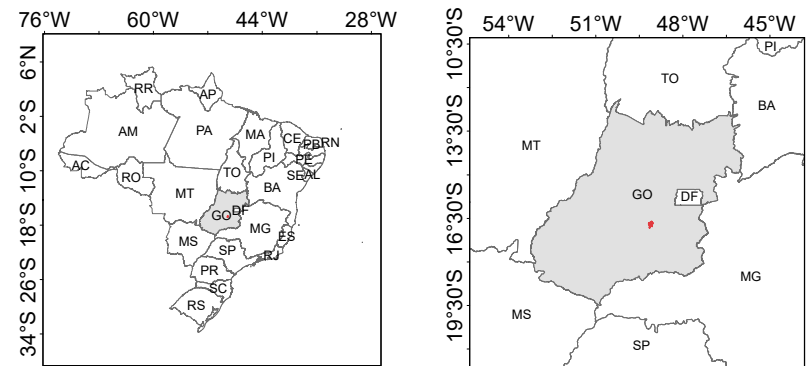 76°W 60°W 44°W 28°W
6°N
2°S
10°S
18°S
26°S
34°S
RR AP
AM PA MA CE RN
PB
PI PE
AC TO AL
RO SE
MT BA
GO DF
MG
MS ES
SP
RJ
PR
SC
RS
54°W 51°W 48°W 45°W
10°30'S
13°30'S
16°30'S
19°30'S
PI
TO
BA
MT
GO DF
MG
MS
SP